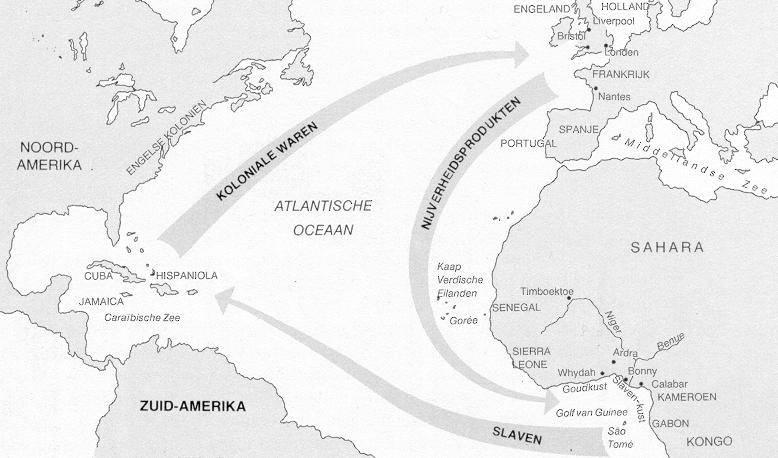 ENGELAND
HOLLAND
Liverpool
Bristol
Londen
FRANKRIJK
Nantes
SPANJE
PORTUGAL
Middellandse Zee
NOORD-
AMERIKA
ENGELSE KOLONIËN
KOLONIALE WAREN
NIJVERHEIDSPRODUKTEN
ATLANTISCHE
OCEAAN
SAHARA
CUBA
HISPANIOLA
JAMAICA
Caraïbische Zee
Kaap
Verdische
Eilanden
Gorée
SENEGAL
Timboektoe
Niger
Benue
SIERRA
LEONE
Ardra
Whydah
Bonny
Calabar
Goudkust
Slaven-kust
KAMEROEN
Golf van Guinee
GABON
São
Tomé
KONGO
ZUID-AMERIKA
SLAVEN